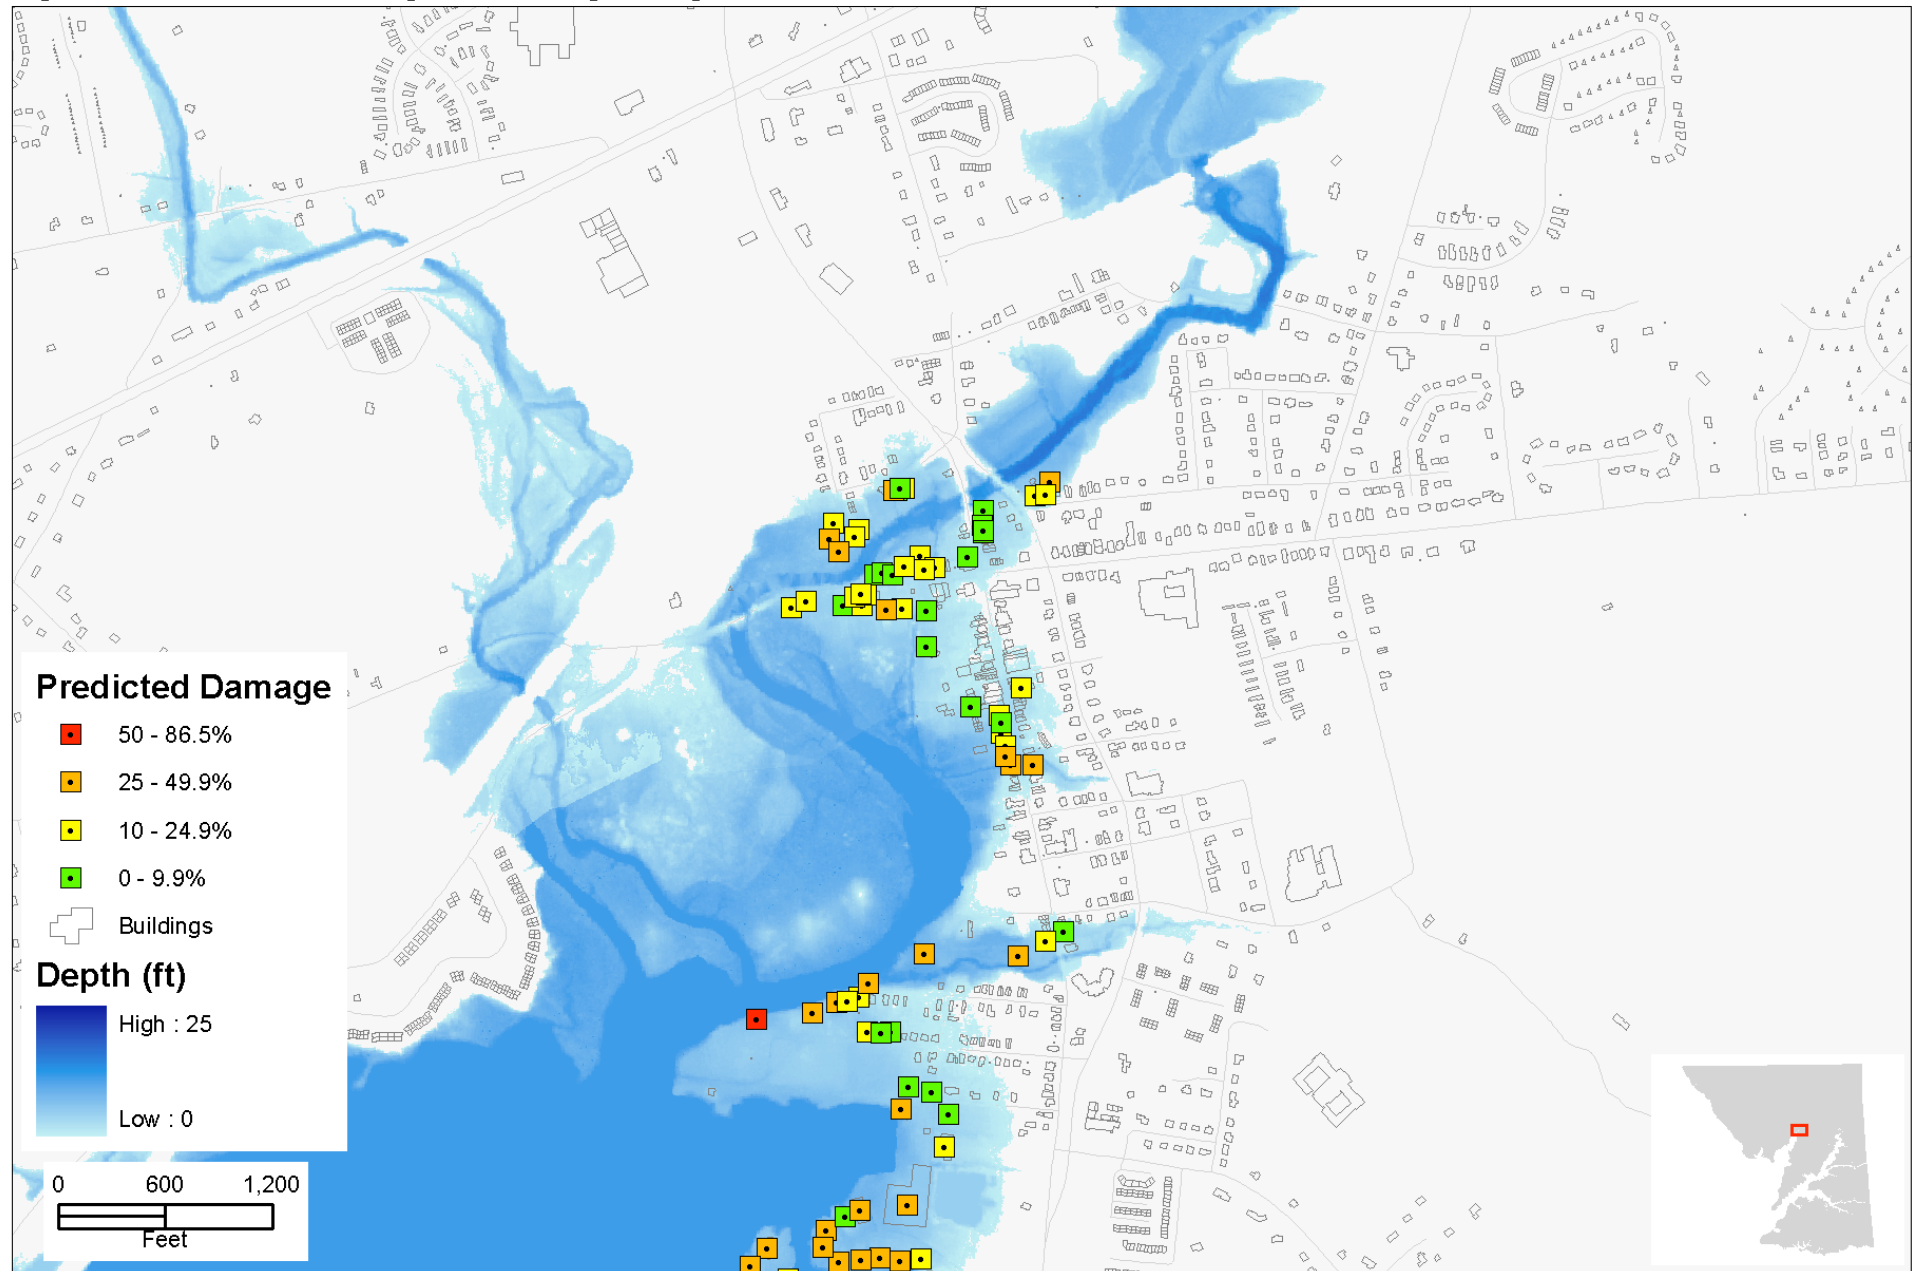 Predicted Damage
50 - 86.5%
25 - 49.9%
10 - 24.9%
0 - 9.9%
Buildings
Depth (ft)
High : 25
Low : 0
0 600 1,200
Feet